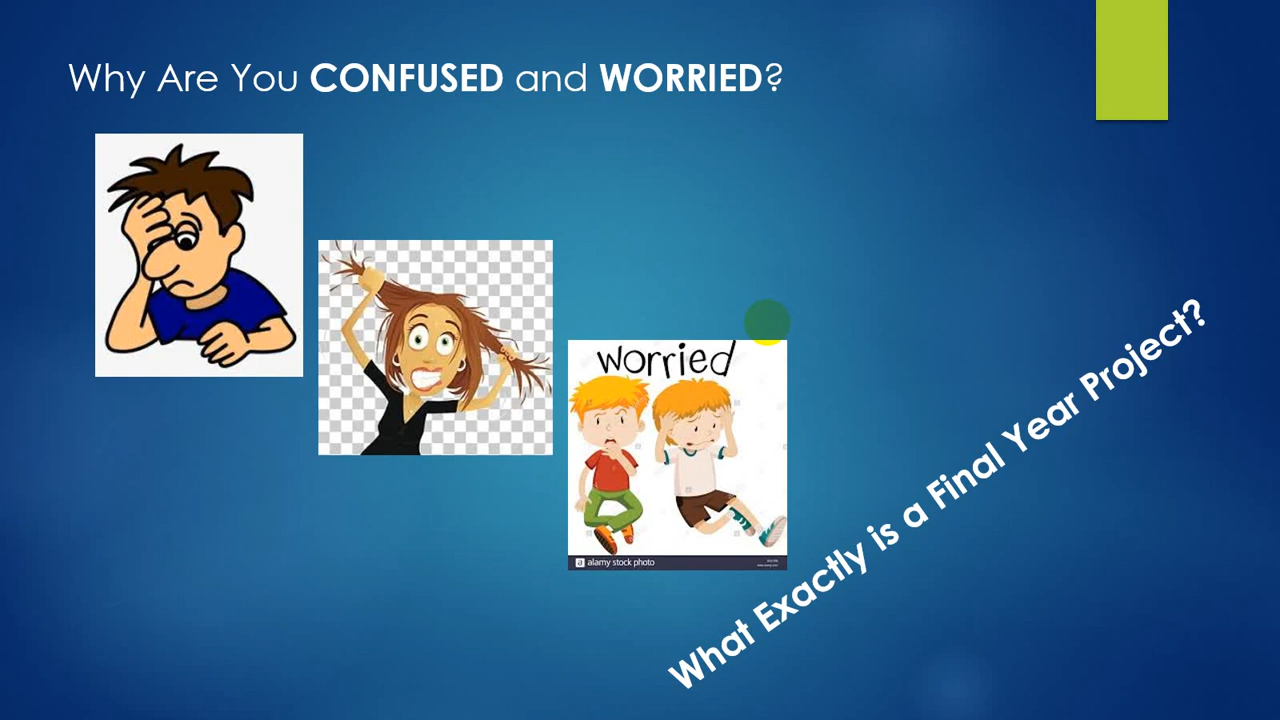 Why Are You CONFUSED and WORRIED?
worried
a alamy stock photo
What Exactly is a Final Year Project?